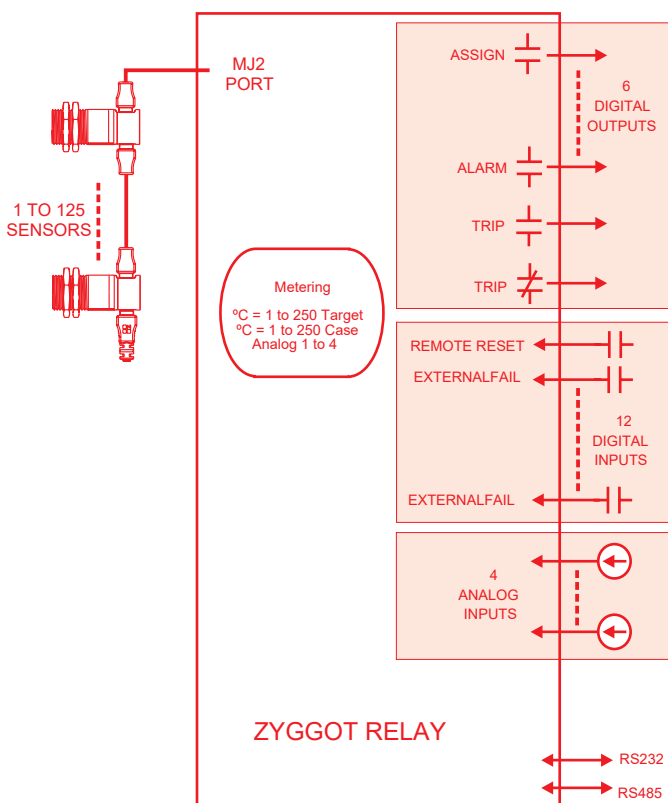 MJ2
PORT
1 TO 125
SENSORS
Metering
ºC = 1 to 250 Target
ºC = 1 to 250 Case
Analog 1 to 4
ASSIGN
6
DIGITAL
OUTPUTS
ALARM
TRIP
TRIP
REMOTE RESET
EXTERNALFAIL
12
DIGITAL
INPUTS
EXTERNALFAIL
4
ANALOG
INPUTS
ZYGGOT RELAY
RS232
RS485